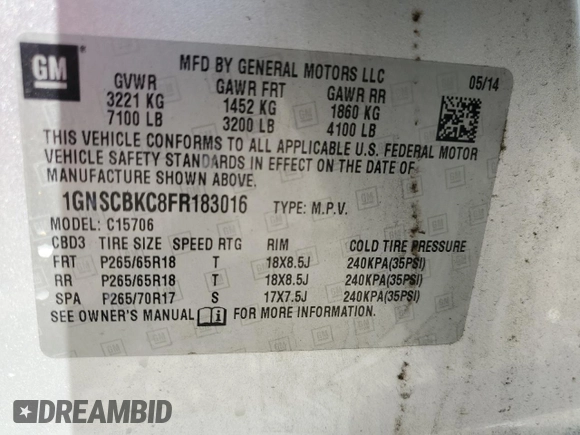 GM
MFD BY GENERAL MOTORS LLC
05/14
GVWR GAWR FRT GAWR RR
3221 KG 1452 KG 1860 KG
7100 LB 3200 LB 4100 LB
THIS VEHICLE CONFORMS TO ALL APPLICABLE U.S. FEDERAL MOTOR
VEHICLE SAFETY STANDARDS IN EFFECT ON THE DATE OF
MANUFACTURE SHOWN ABOVE.
1GNSCBKC8FR183016 TYPE: M.P.V.
MODEL: C15706
CBD3 TIRE SIZE SPEED RTG RIM COLD TIRE PRESSURE
FRT P265/65R18 T 18X8.5J 240KPA(35PSI)
RR P265/65R18 T 18X8.5J 240KPA(35PSI)
SPA P265/70R17 S 17X7.5J 240KPA(35PSI)
SEE OWNER'S MANUAL FOR MORE INFORMATION.
DREAMBID